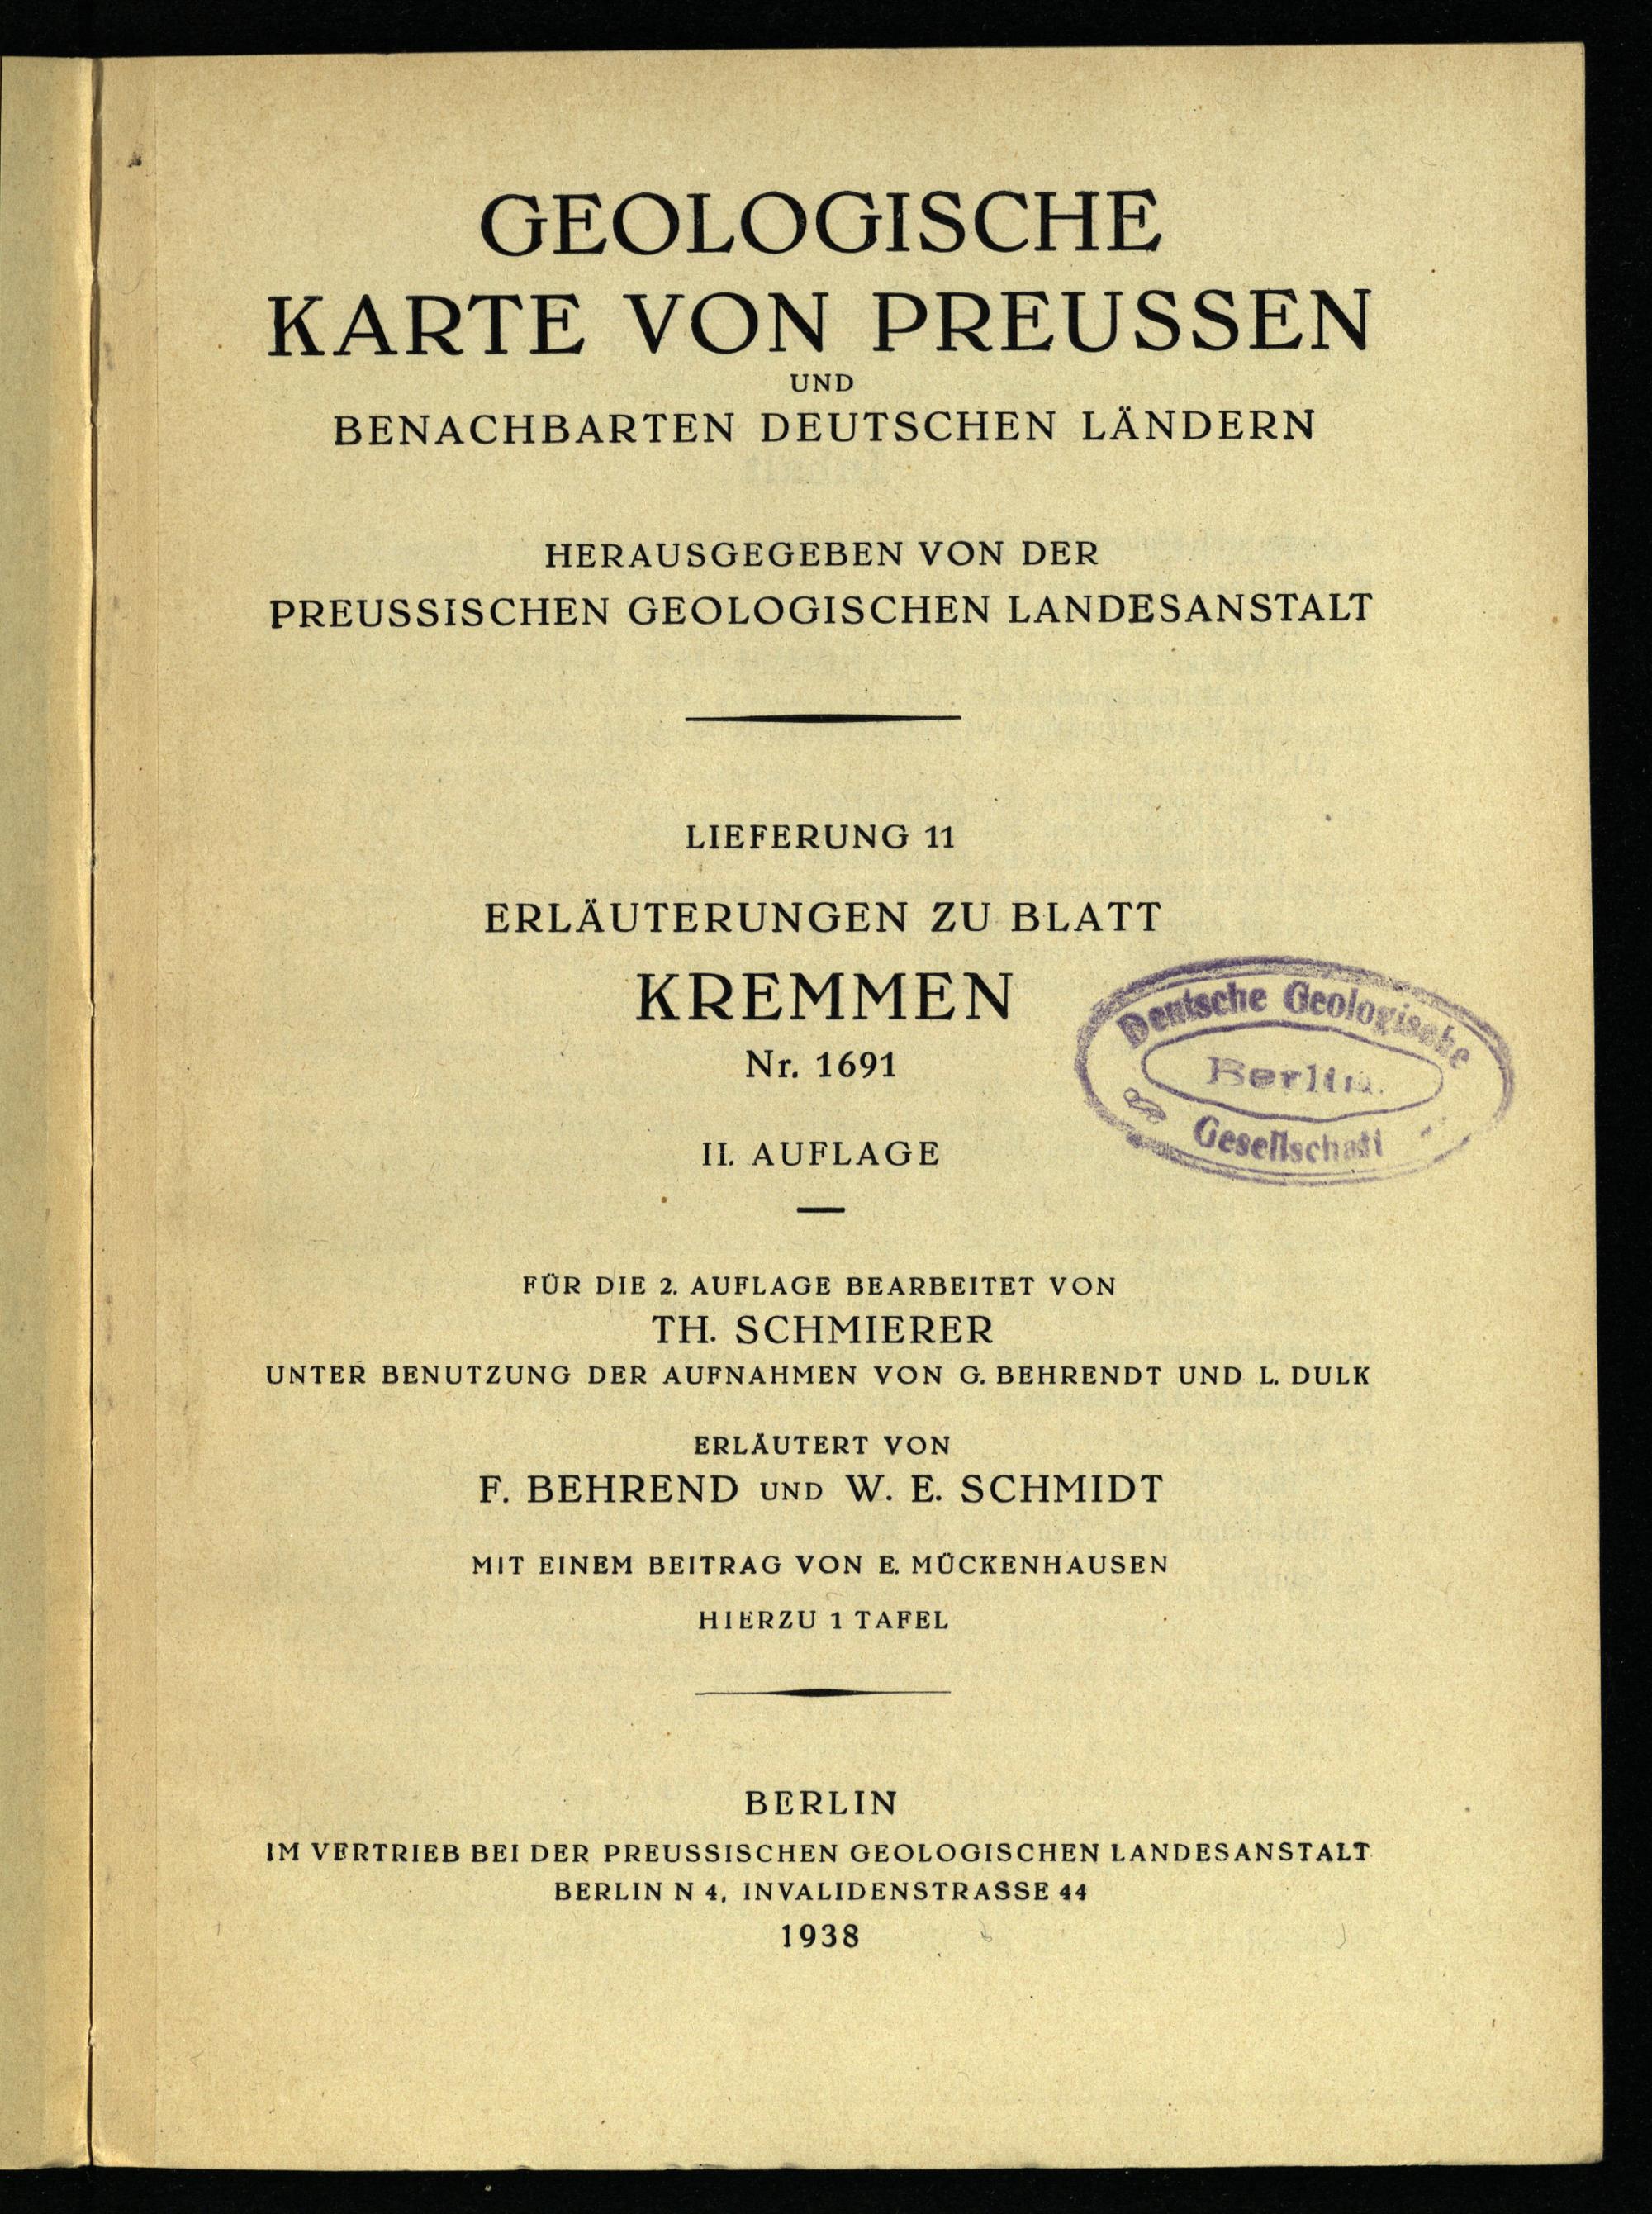 GEOLOGISCHE
KARTE VON PREUSSEN
UND
BENACHBARTEN DEUTSCHEN LÄNDERN
HERAUSGEGEBEN VON DER
PREUSSISCHEN GEOLOGISCHEN LANDESANSTALT
LIEFERUNG 11
ERLÄUTERUNGEN ZU BLATT
KREMMEN
Nr. 1691
Deutsche Geologische
Berlin.
Gesellschaft
II. AUFLAGE
FÜR DIE 2. AUFLAGE BEARBEITET VON
TH. SCHMIERER
UNTER BENUTZUNG DER AUFNAHMEN VON G. BEHRENDT UND L. DULK
ERLÄUTERT VON
F. BEHREND UND W. E. SCHMIDT
MIT EINEM BEITRAG VON E. MÜCKENHAUSEN
HIERZU 1 TAFEL
BERLIN
IM VERTRIEB BEI DER PREUSSISCHEN GEOLOGISCHEN LANDESANSTALT
BERLIN N 4, INVALIDENSTRASSE 44
1938